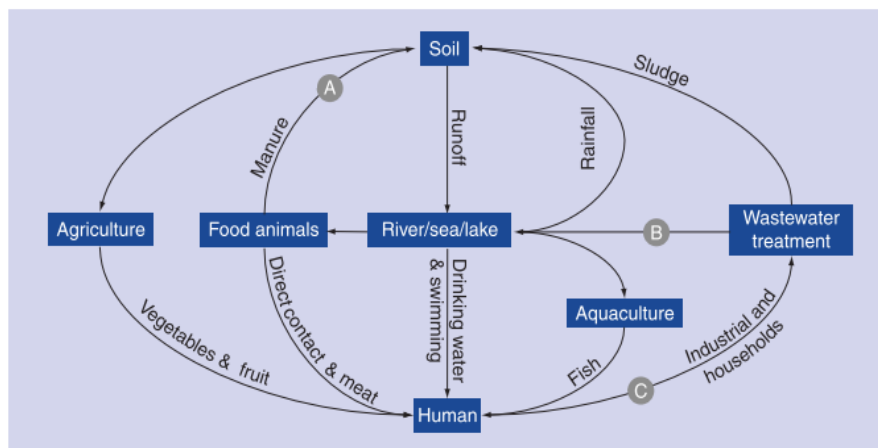 Soil
Sludge
A
Manure
Runoff
Rainfall
Agriculture
Food animals
River/sea/lake
B
Wastewater
treatment
Vegetables & fruit
Direct contact & meat
Drinking water
& swimming
Aquaculture
Fish
C
Industrial and
households
Human